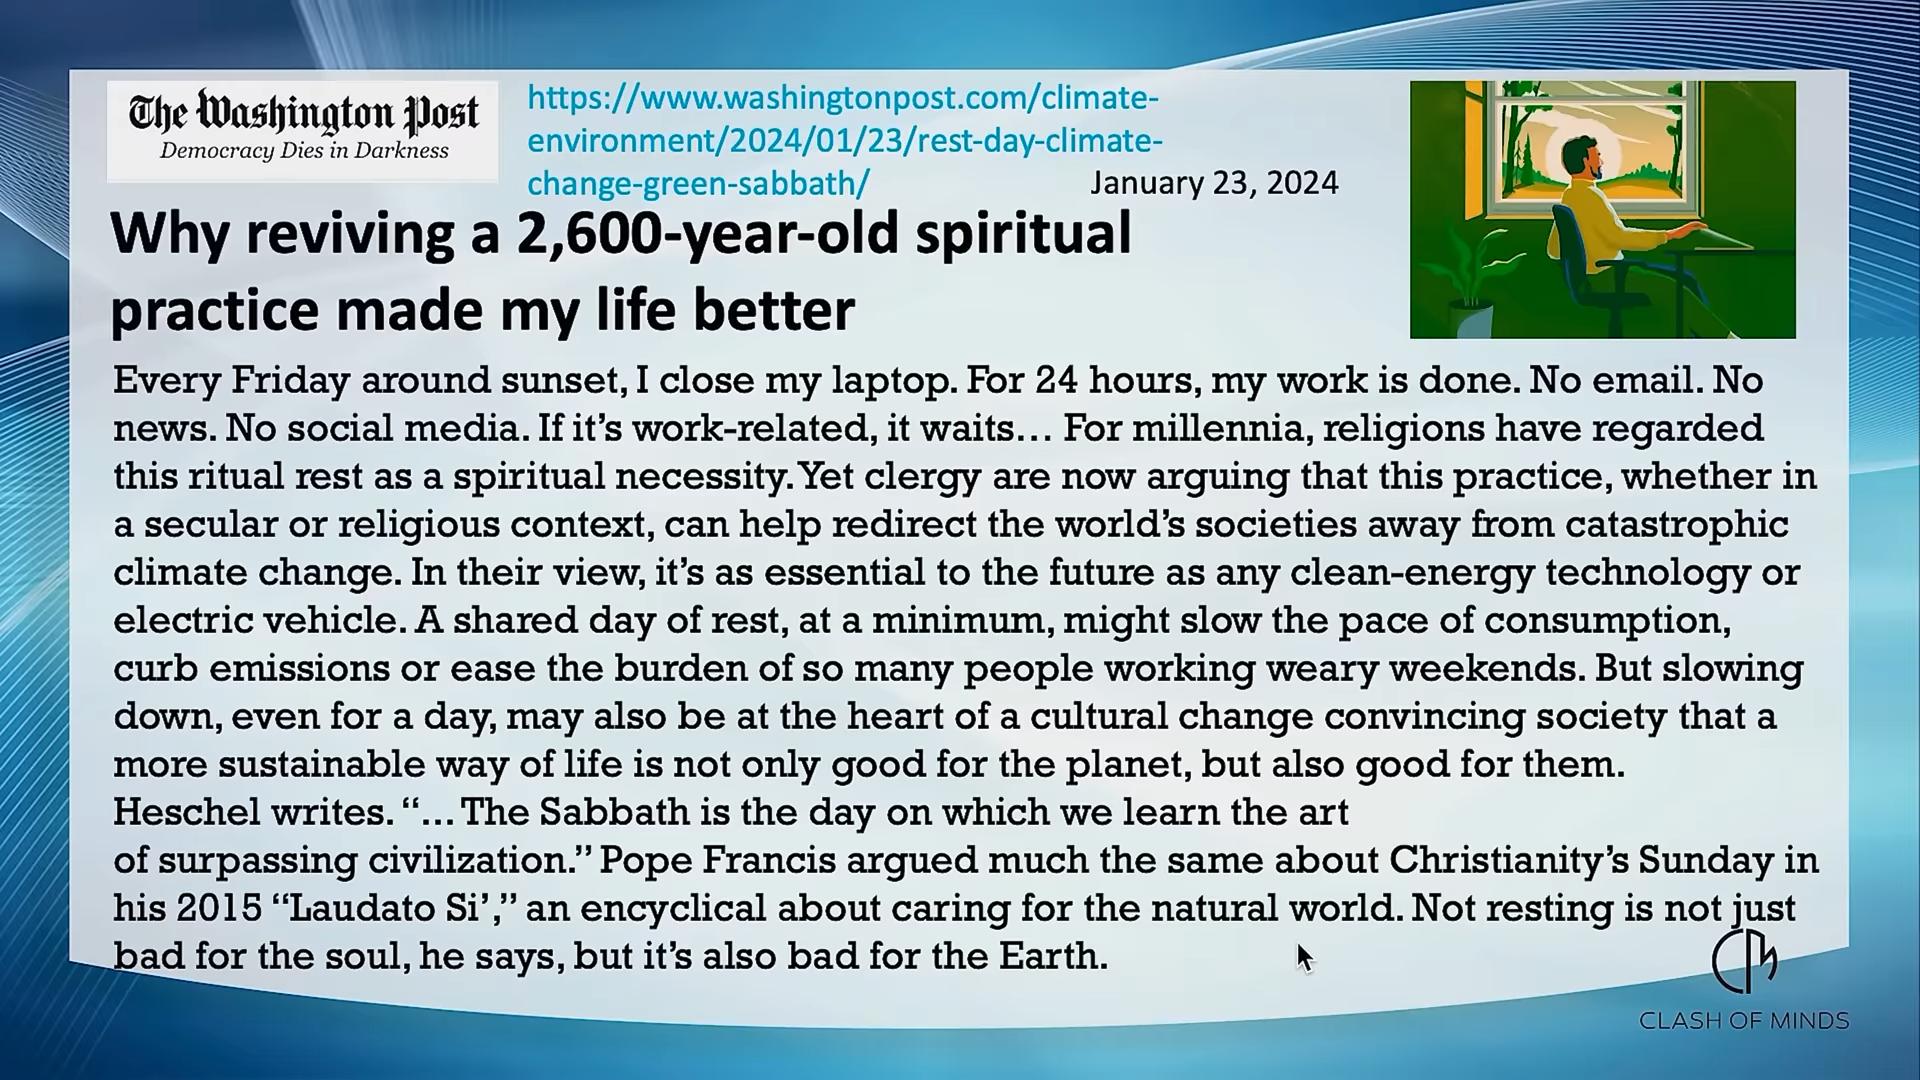 The Washington Post
Democracy Dies in Darkness
https://www.washingtonpost.com/climate-
environment/2024/01/23/rest-day-climate-
change-green-sabbath/
January 23, 2024
Why reviving a 2,600-year-old spiritual
practice made my life better
Every Friday around sunset, I close my laptop. For 24 hours, my work is done. No email. No
news. No social media. If it’s work-related, it waits… For millennia, religions have regarded
this ritual rest as a spiritual necessity. Yet clergy are now arguing that this practice, whether in
a secular or religious context, can help redirect the world’s societies away from catastrophic
climate change. In their view, it’s as essential to the future as any clean-energy technology or
electric vehicle. A shared day of rest, at a minimum, might slow the pace of consumption,
curb emissions or ease the burden of so many people working weary weekends. But slowing
down, even for a day, may also be at the heart of a cultural change convincing society that a
more sustainable way of life is not only good for the planet, but also good for them.
Heschel writes. “… The Sabbath is the day on which we learn the art
of surpassing civilization.” Pope Francis argued much the same about Christianity’s Sunday in
his 2015 “Laudato Si’,” an encyclical about caring for the natural world. Not resting is not just
bad for the soul, he says, but it’s also bad for the Earth.
CLASH OF MINDS